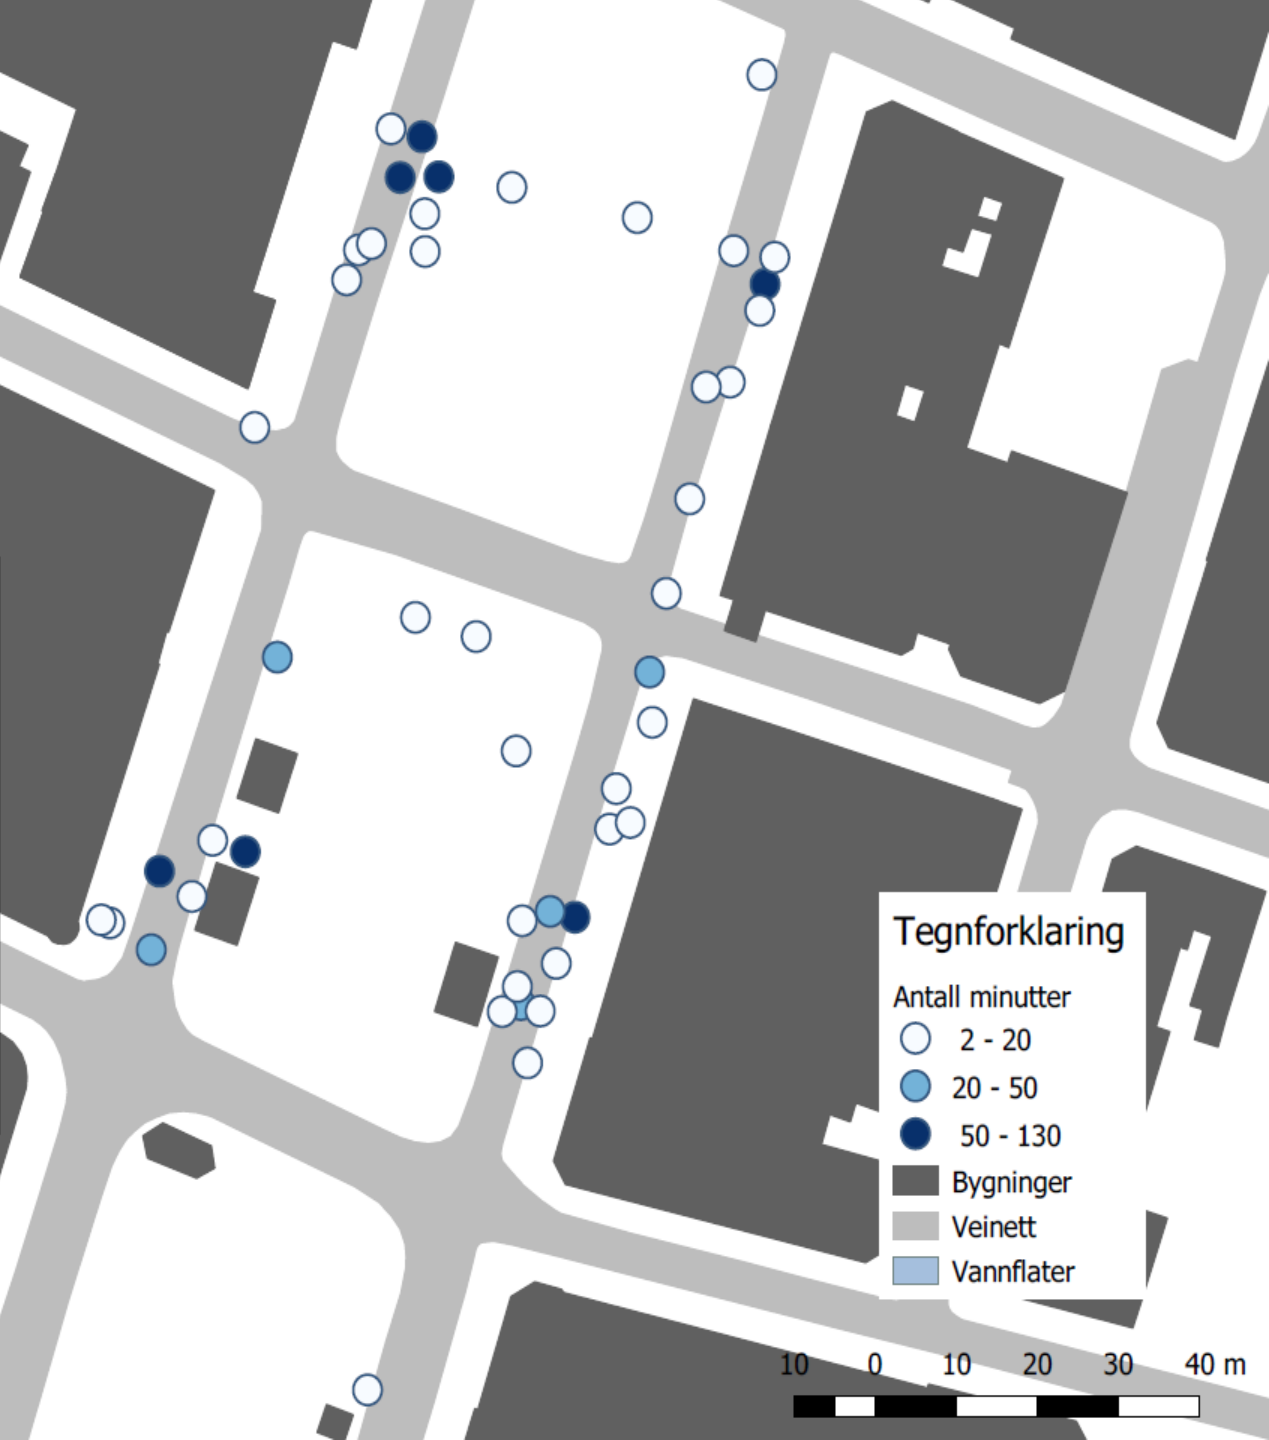 Tegnforklaring
Antall minutter
2 - 20
20 - 50
50 - 130
Bygninger
Veinett
Vannflater
10 0 10 20 30 40 m